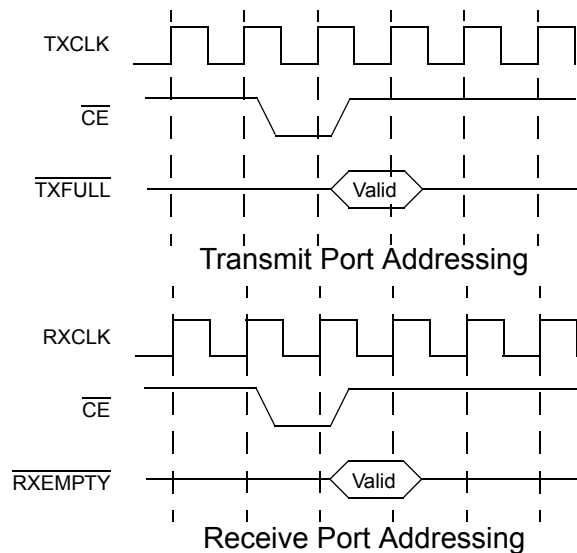 TXCLK
CE
TXFULL
Valid
Transmit Port Addressing
RXCLK
CE
RXEMPTY
Valid
Receive Port Addressing